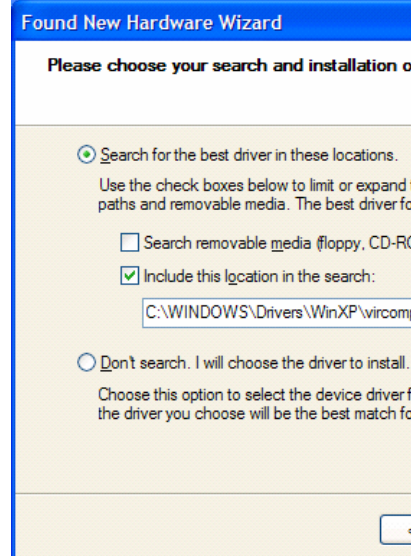 Found New Hardware Wizard
Please choose your search and installation o
Search for the best driver in these locations.
Use the check boxes below to limit or expand
paths and removable media. The best driver fo
Search removable media (floppy, CD-RO
Include this location in the search:
C:\WINDOWS\Drivers\WinXP\vircomp
Don't search. I will choose the driver to install.
Choose this option to select the device driver f
the driver you choose will be the best match fo